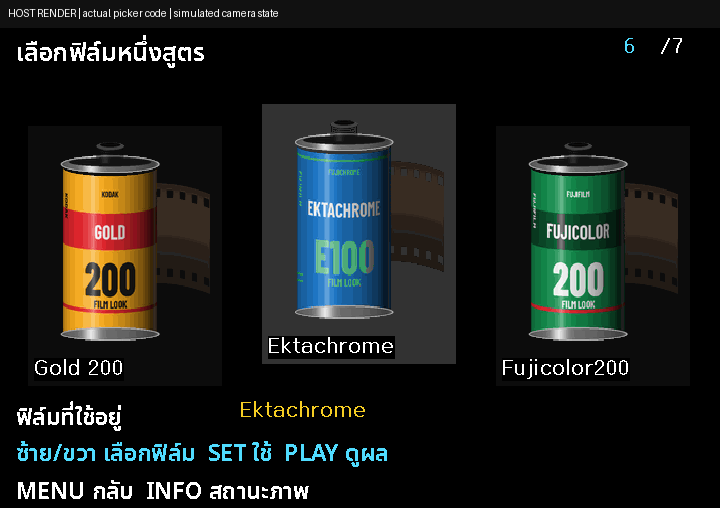 HOST RENDER | actual picker code | simulated camera state
เลือกฟิล์มหนึ่งสูตร
6 /7
KODAK
GOLD
200
FILM LOOK
Gold 200
FUJICHROME
EKTACHROME
E100
FILM LOOK
Ektachrome
FUJIFILM
FUJICOLOR
200
FILM LOOK
Fujicolor200
ฟิล์มที่ใช้อยู่ Ektachrome
ซ้าย/ขวา เลือกฟิล์ม SET ใช้ PLAY ดูผล
MENU กลับ INFO สถานะภาพ